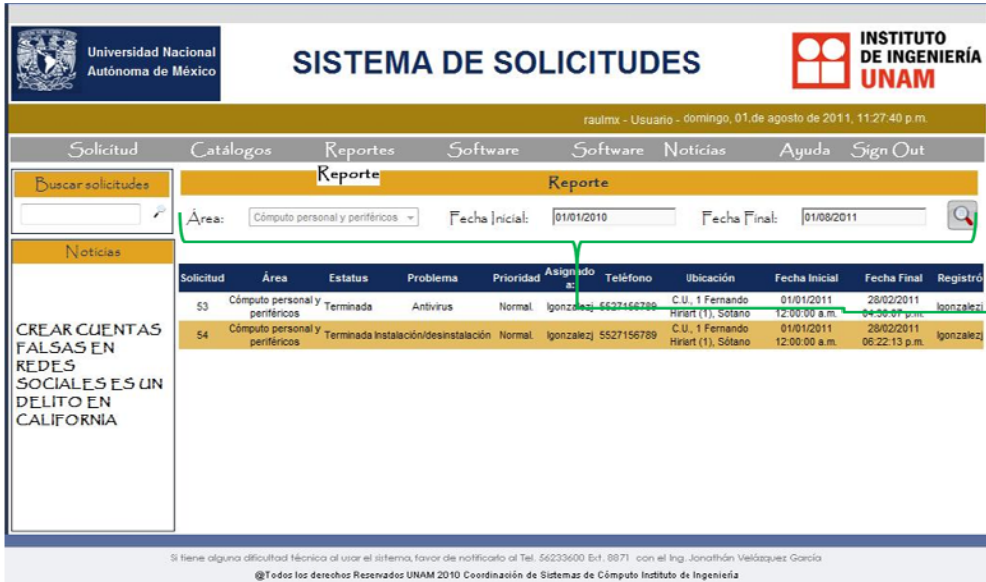 Universidad Nacional
Autónoma de México
SISTEMA DE SOLICITUDES
INSTITUTO
DE INGENIERÍA
UNAM
raulmx - Usuario - domingo, 01,de agosto de 2011, 11:27:40 p.m.
Solicitud Catálogos Reportes Software Software Noticias Ayuda Sign Out
Reporte
Buscar solicitudes
Reporte
Área: Cómputo personal y periféricos Fecha Inicial: 01/01/2010 Fecha Final: 01/08/2011
Noticias
CREAR CUENTAS
FALSAS EN
REDES
SOCIALES ES UN
DELITO EN
CALIFORNIA
Solicitud Área Estatus Problema Prioridad Asignado a: Teléfono Ubicación Fecha Inicial Fecha Final Registró
53 Cómputo personal y periféricos Terminada Antivirus Normal. lgonzalezj 5527156789 C.U., 1 Fernando Hiriart (1), Sótano 01/01/2011 12:00:00 a.m. 28/02/2011 04:50:07 p.m. lgonzalezj
54 Cómputo personal y periféricos Terminada Instalación/desinstalación Normal. lgonzalezj 5527156789 C.U., 1 Fernando Hiriart (1), Sótano 01/01/2011 12:00:00 a.m. 28/02/2011 06:22:13 p.m. lgonzalezj
Si tiene alguna dificultad técnica al usar el sistema, favor de notificarlo al Tel. 56233600 Ext. 8871 con el Ing. Jonathán Velázquez García
@Todos los derechos Reservados UNAM 2010 Coordinación de Sistemas de Cómputo Instituto de Ingeniería